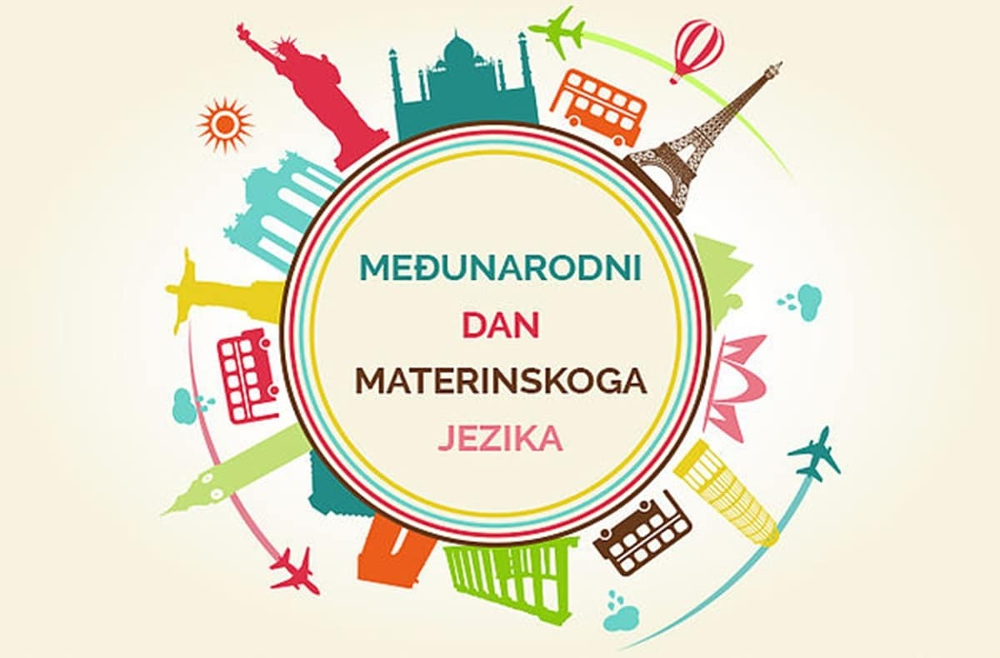 MEĐUNARODNI
DAN
MATERINSKOGA
JEZIKA